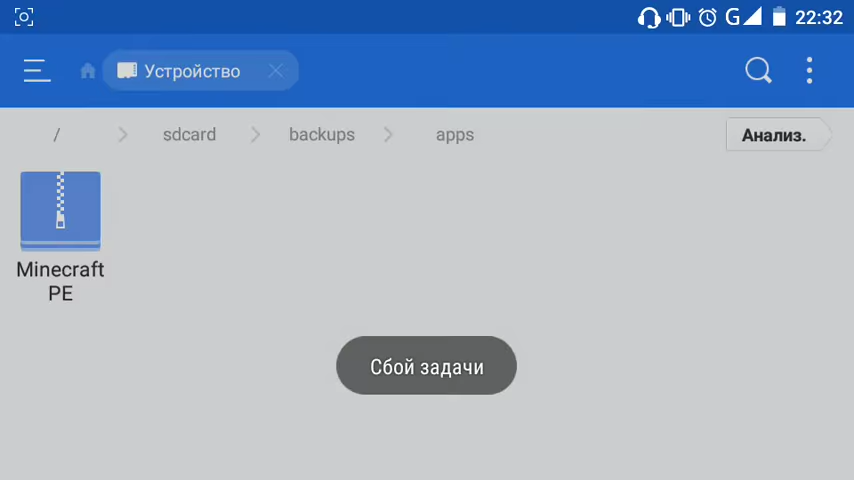 G 22:32
Устройство
/ sdcard backups apps Анализ.
Minecraft
PE
Сбой задачи